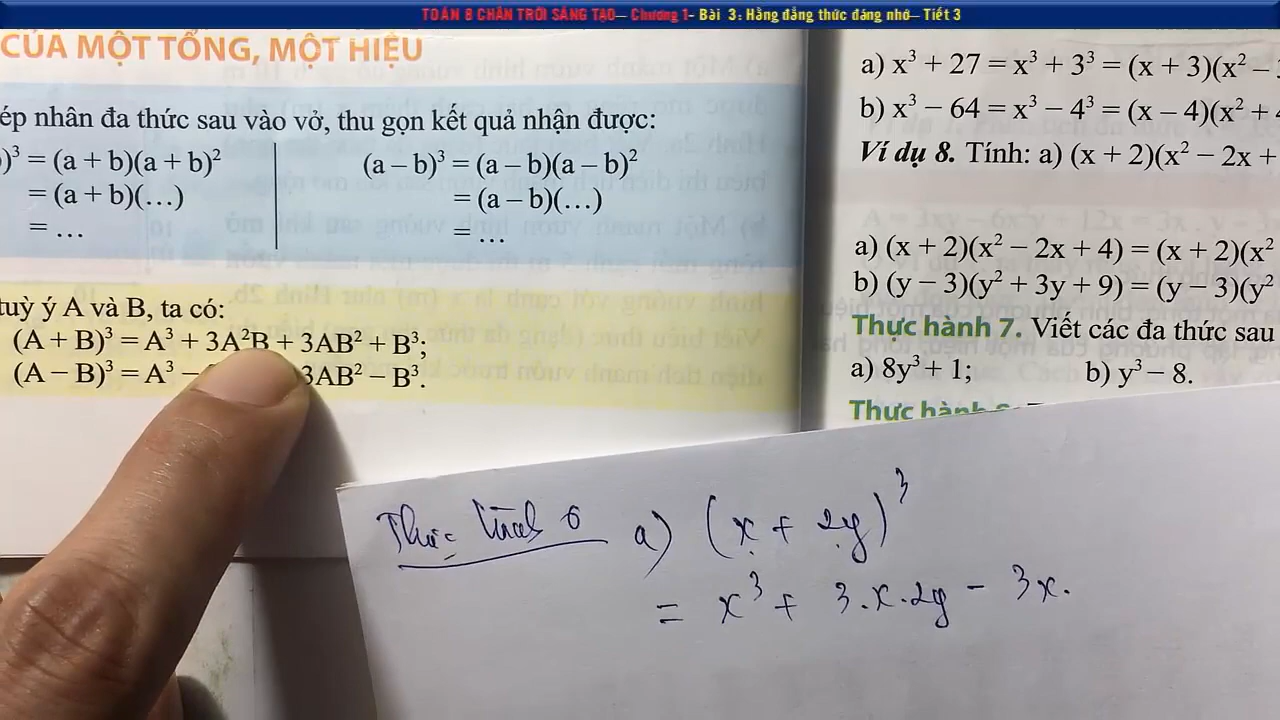 TOÁN 8 CHÂN TRỜI SÁNG TẠO– Chương 1- Bài 3: Hằng đẳng thức đáng nhớ– Tiết 3
CỦA MỘT TỔNG, MỘT HIỆU
ép nhân đa thức sau vào vở, thu gọn kết quả nhận được:
)³ = (a + b)(a + b)²
= (a + b)(…)
= …
(a – b)³ = (a – b)(a – b)²
= (a – b)(…)
= …
tuỳ ý A và B, ta có:
(A + B)³ = A³ + 3A²B + 3AB² + B³;
(A – B)³ = A³ – 3AB² – B³.
a) x³ + 27 = x³ + 3³ = (x + 3)(x² –
b) x³ – 64 = x³ – 4³ = (x – 4)(x² +
Ví dụ 8. Tính: a) (x + 2)(x² – 2x +
a) (x + 2)(x² – 2x + 4) = (x + 2)(x²
b) (y – 3)(y² + 3y + 9) = (y – 3)(y²
Thực hành 7. Viết các đa thức sau
a) 8y³ + 1; b) y³ – 8.
Thực hành
Thực hành 6 a) (x + 2y)³
= x³ + 3.x.2y – 3x.